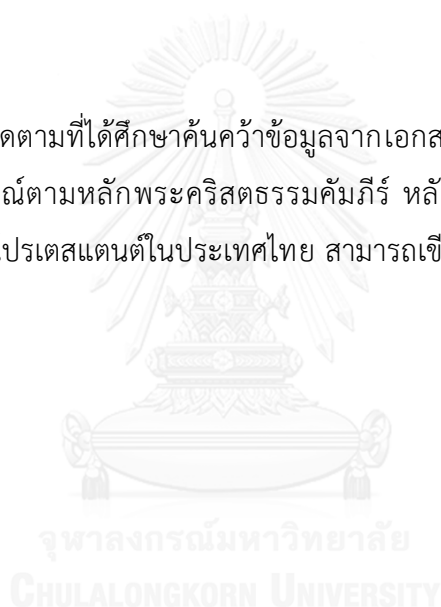 ดตามที่ได้ศึกษาค้นคว้าข้อมูลจากเอกส
ณ์ตามหลักพระคริสตธรรมคัมภีร์ หลั
ปรเตสแตนต์ในประเทศไทย สามารถเขี
จุฬาลงกรณ์มหาวิทยาลัย
CHULALONGKORN UNIVERSITY